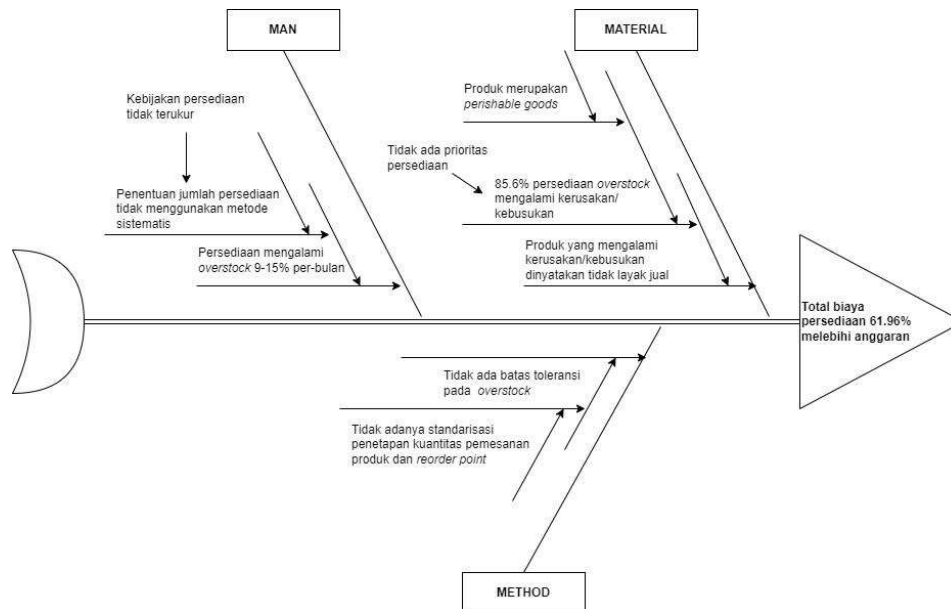 MAN
MATERIAL
Produk merupakan
perishable goods
Kebijakan persediaan
tidak terukur
Tidak ada prioritas
persediaan
85.6% persediaan overstock
mengalami kerusakan/
kebusukan
Penentuan jumlah persediaan
tidak menggunakan metode
sistematis
Persediaan mengalami
overstock 9-15% per-bulan
Produk yang mengalami
kerusakan/kebusukan
dinyatakan tidak layak jual
Total biaya
persediaan 61.96%
melebihi anggaran
Tidak ada batas toleransi
pada overstock
Tidak adanya standarisasi
penetapan kuantitas pemesanan
produk dan reorder point
METHOD